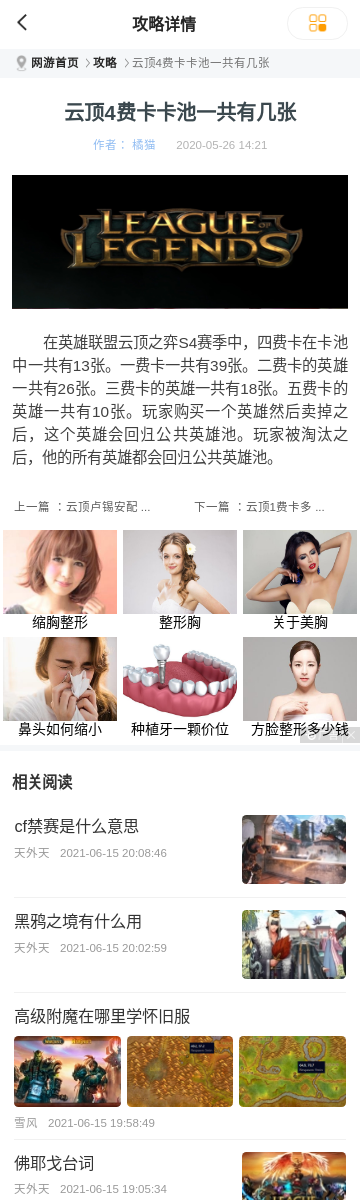 攻略详情
网游首页 > 攻略 > 云顶4费卡卡池一共有几张
云顶4费卡卡池一共有几张
作者： 橘猫 2020-05-26 14:21
LEAGUE OF LEGENDS
在英雄联盟云顶之弈S4赛季中，四费卡在卡池
中一共有13张。一费卡一共有39张。二费卡的英雄
一共有26张。三费卡的英雄一共有18张。五费卡的
英雄一共有10张。玩家购买一个英雄然后卖掉之
后，这个英雄会回归公共英雄池。玩家被淘汰之
后，他的所有英雄都会回归公共英雄池。
上一篇 ：云顶卢锡安配 ... 下一篇 ：云顶1费卡多 ...
缩胸整形 整形胸 关于美胸
鼻头如何缩小 种植牙一颗价位 方脸整形多少钱
相关阅读
cf禁赛是什么意思
天外天 2021-06-15 20:08:46
黑鸦之境有什么用
天外天 2021-06-15 20:02:59
高级附魔在哪里学怀旧服
雪风 2021-06-15 19:58:49
佛耶戈台词
天外天 2021-06-15 19:05:34